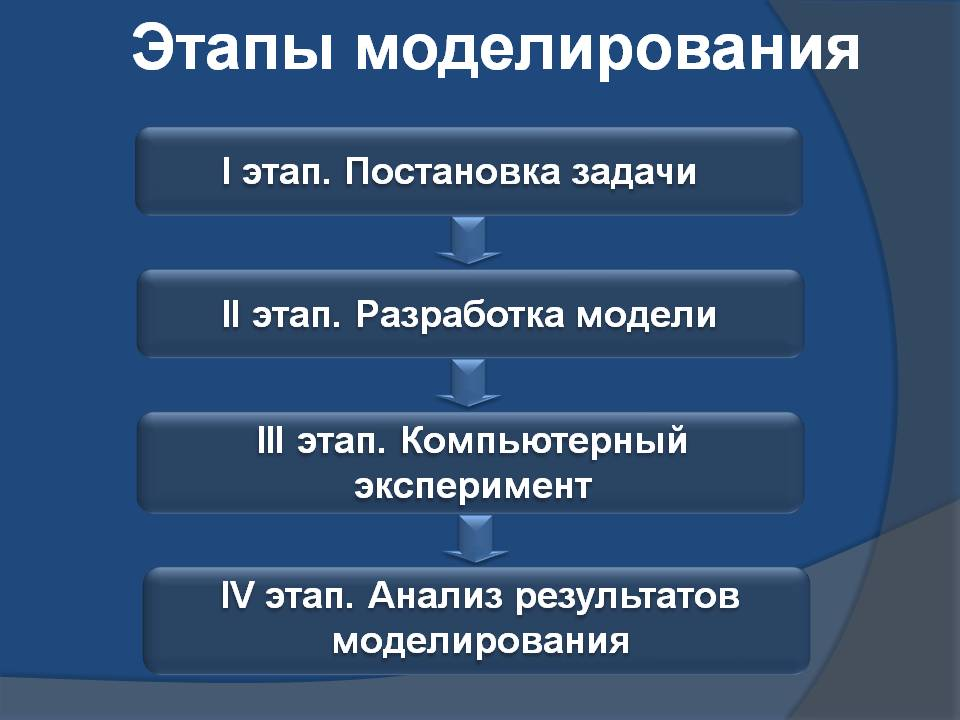 Этапы моделирования
I этап. Постановка задачи
II этап. Разработка модели
III этап. Компьютерный
эксперимент
IV этап. Анализ результатов
моделирования